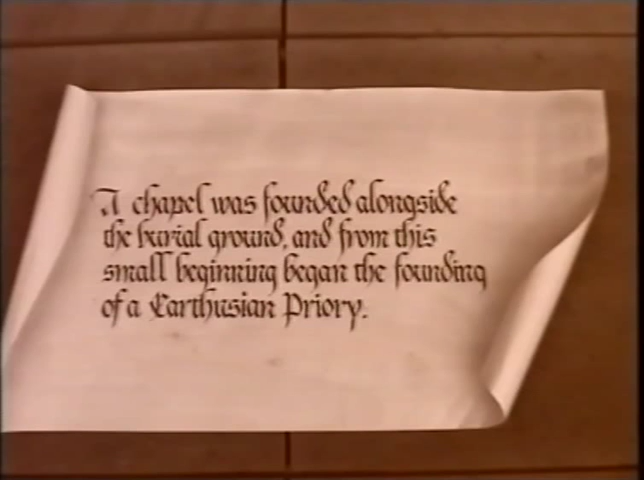 A chapel was founded alongside
the burial ground, and from this
small beginning began the founding
of a Carthusian Priory.